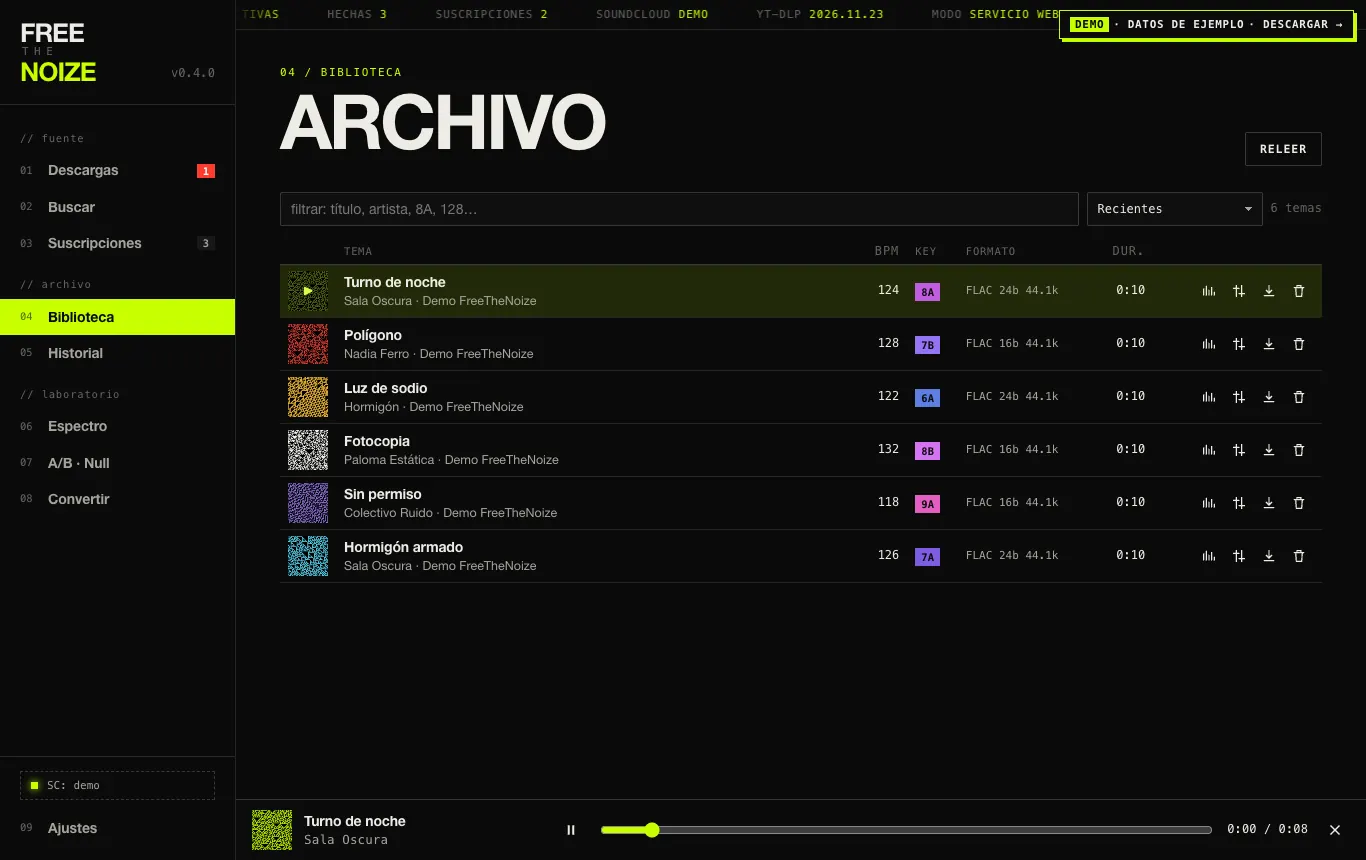 FREE
THE
NOIZE
v0.4.0
// fuente
01 Descargas 1
02 Buscar
03 Suscripciones 3
// archivo
04 Biblioteca
05 Historial
// laboratorio
06 Espectro
07 A/B · Null
08 Convertir
SC: demo
09 Ajustes
TIVAS HECHAS 3 SUSCRIPCIONES 2 SOUNDCLOUD DEMO YT-DLP 2026.11.23 MODO SERVICIO WEB
DEMO · DATOS DE EJEMPLO · DESCARGAR →
04 / BIBLIOTECA
ARCHIVO
RELEER
filtrar: título, artista, 8A, 128…
Recientes
6 temas
TEMA BPM KEY FORMATO DUR.
Turno de noche
Sala Oscura · Demo FreeTheNoize
124 8A FLAC 24b 44.1k 0:10
Polígono
Nadia Ferro · Demo FreeTheNoize
128 7B FLAC 16b 44.1k 0:10
Luz de sodio
Hormigón · Demo FreeTheNoize
122 6A FLAC 24b 44.1k 0:10
Fotocopia
Paloma Estática · Demo FreeTheNoize
132 8B FLAC 16b 44.1k 0:10
Sin permiso
Colectivo Ruido · Demo FreeTheNoize
118 9A FLAC 16b 44.1k 0:10
Hormigón armado
Sala Oscura · Demo FreeTheNoize
126 7A FLAC 24b 44.1k 0:10
Turno de noche
Sala Oscura
0:00 / 0:08